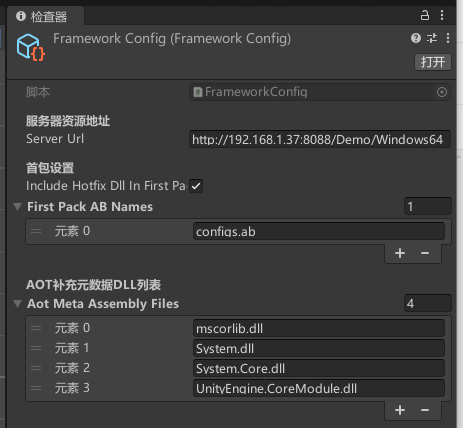 检查器
Framework Config (Framework Config)
打开
脚本 FrameworkConfig
服务器资源地址
Server Url http://192.168.1.37:8088/Demo/Windows64
首包设置
Include Hotfix Dll In First Pa
First Pack AB Names 1
元素 0 configs.ab
AOT补充元数据DLL列表
Aot Meta Assembly Files 4
元素 0 mscorlib.dll
元素 1 System.dll
元素 2 System.Core.dll
元素 3 UnityEngine.CoreModule.dll